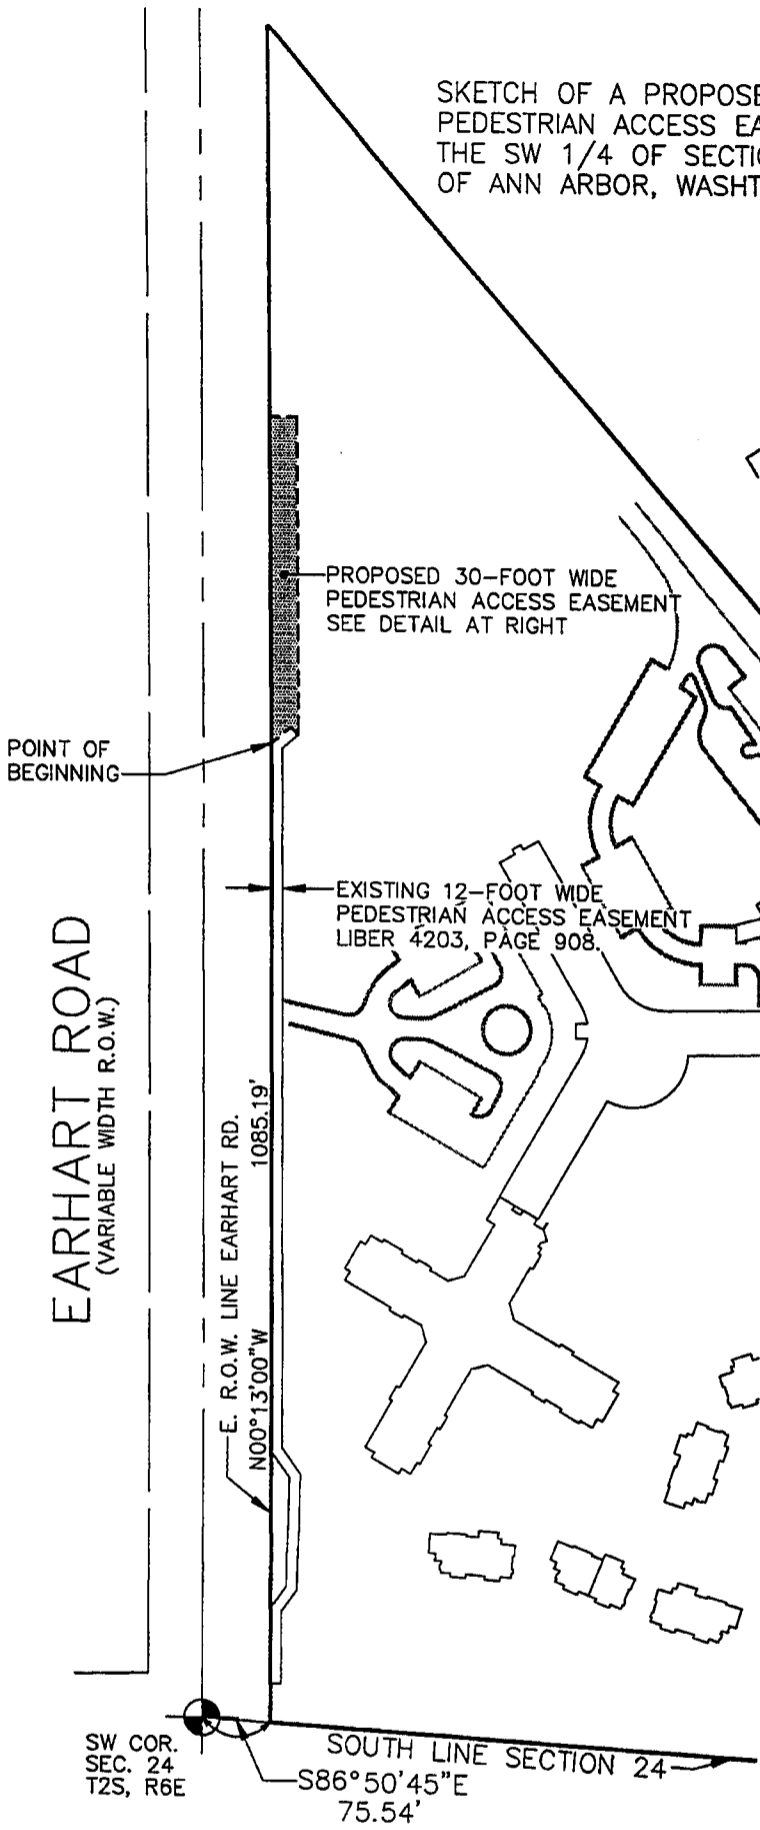 SKETCH OF A PROPOSE
PEDESTRIAN ACCESS EA
THE SW 1/4 OF SECTI
OF ANN ARBOR, WASHT
PROPOSED 30-FOOT WIDE
PEDESTRIAN ACCESS EASEMENT
SEE DETAIL AT RIGHT
POINT OF
BEGINNING
EXISTING 12-FOOT WIDE
PEDESTRIAN ACCESS EASEMENT
LIBER 4203, PAGE 908.
EARHART ROAD
(VARIABLE WIDTH R.O.W.)
E. R.O.W. LINE EARHART RD.
N00°13'00"W 1085.19'
SW COR.
SEC. 24
T2S, R6E
SOUTH LINE SECTION 24
S86°50'45"E
75.54'